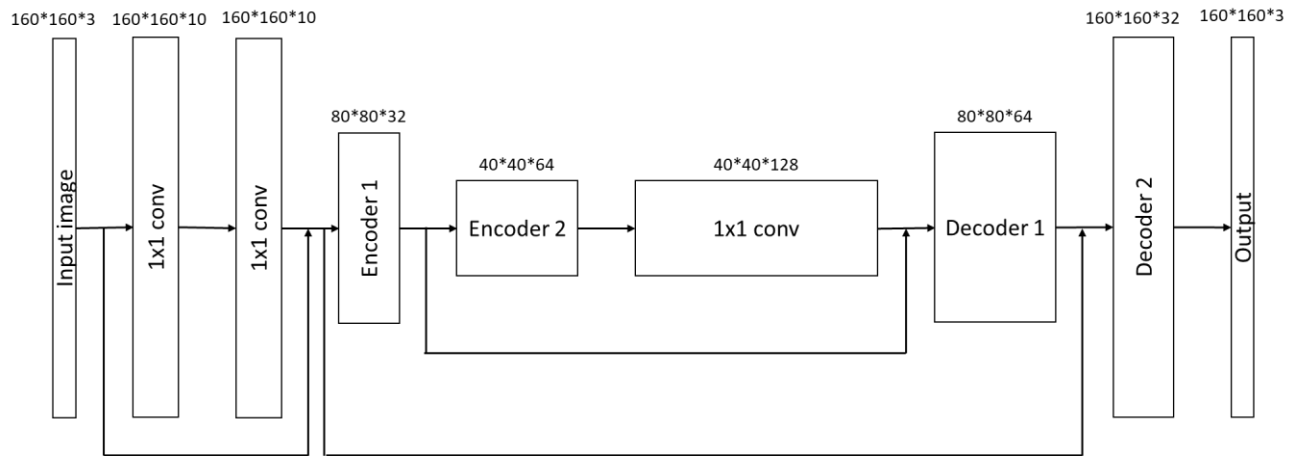 160*160*3
160*160*10
160*160*10
80*80*32
40*40*64
40*40*128
80*80*64
160*160*32
160*160*3
Input image
1x1 conv
1x1 conv
Encoder 1
Encoder 2
1x1 conv
Decoder 1
Decoder 2
Output